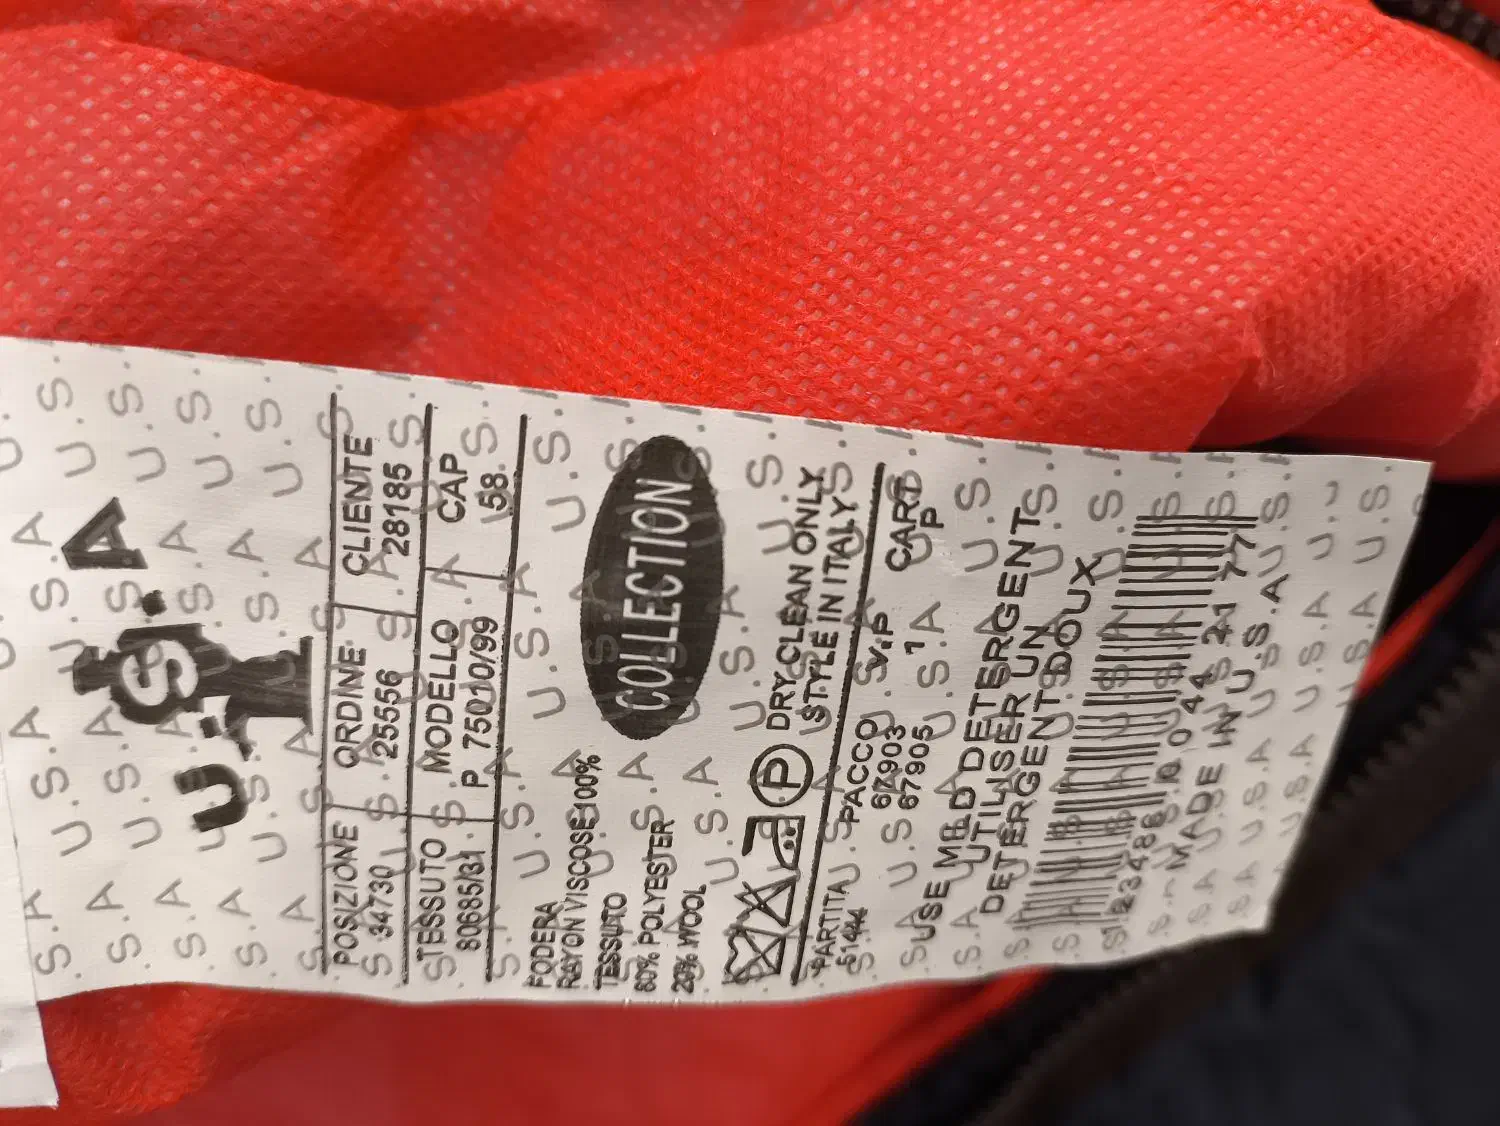 U.S.A
POSIZIONE ORDINE CLIENTE
34730 25556 28185
TESSUTO MODELLO CAP
80685/31 P 75010/99 58
FODERA
RAYON VISCOSE 100%
TESSUTO
80% POLYESTER
20% WOOL
COLLECTION
P DRY CLEAN ONLY
STYLE IN ITALY
PARTITA PACCO V.P CART
51444 67903 1 P
67905
USE MILD DETERGENT
UTILISER UN
DETERGENT DOUX
MADE IN U.S.A